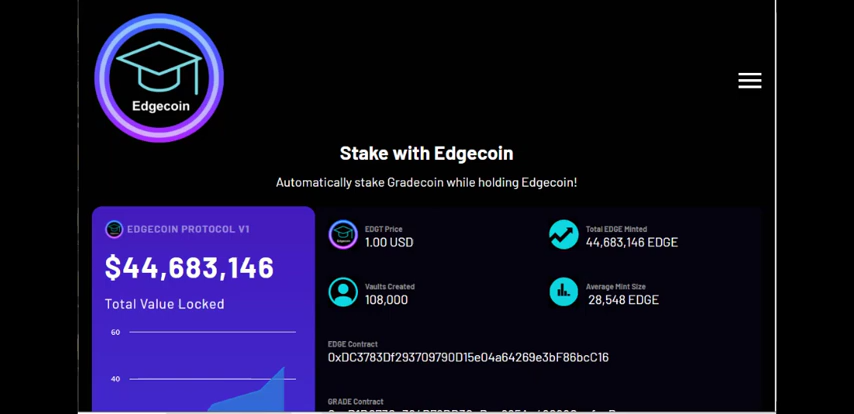 Edgecoin
Stake with Edgecoin
Automatically stake Gradecoin while holding Edgecoin!
EDGECOIN PROTOCOL V1
$44,683,146
Total Value Locked
60
40
EDGT Price
1.00 USD
Total EDGE Minted
44,683,146 EDGE
Vaults Created
108,000
Average Mint Size
28,548 EDGE
EDGE Contract
0xDC3783Df293709790D15e04a64269e3bF86bcC16
GRADE Contract